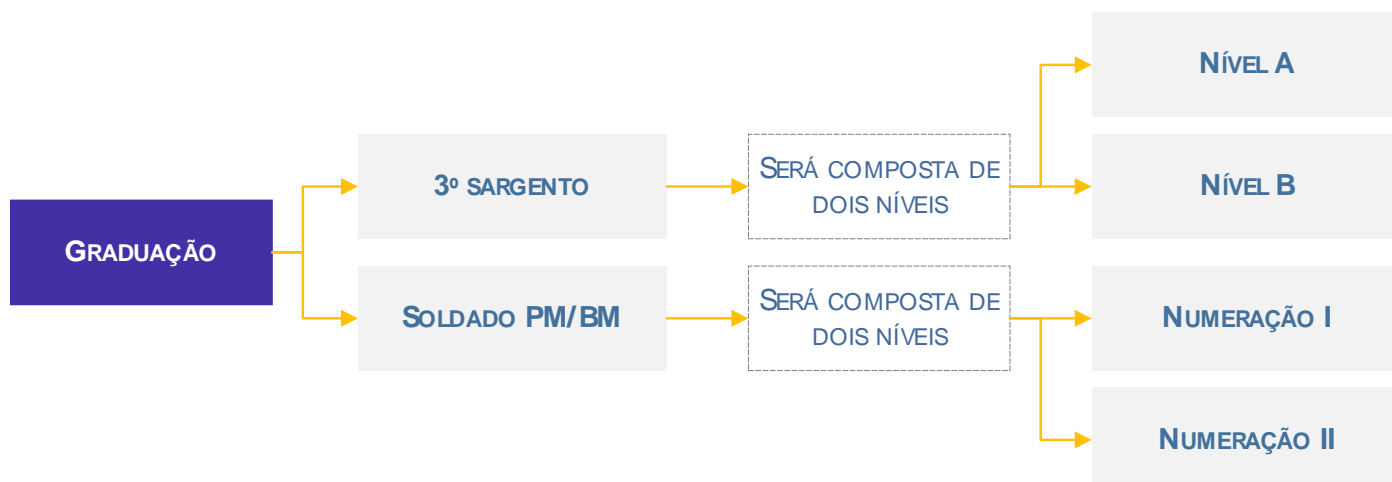 GRADUAÇÃO
3º SARGENTO
SERÁ COMPOSTA DE
DOIS NÍVEIS
NÍVEL A
NÍVEL B
SOLDADO PM/BM
SERÁ COMPOSTA DE
DOIS NÍVEIS
NUMERAÇÃO I
NUMERAÇÃO II